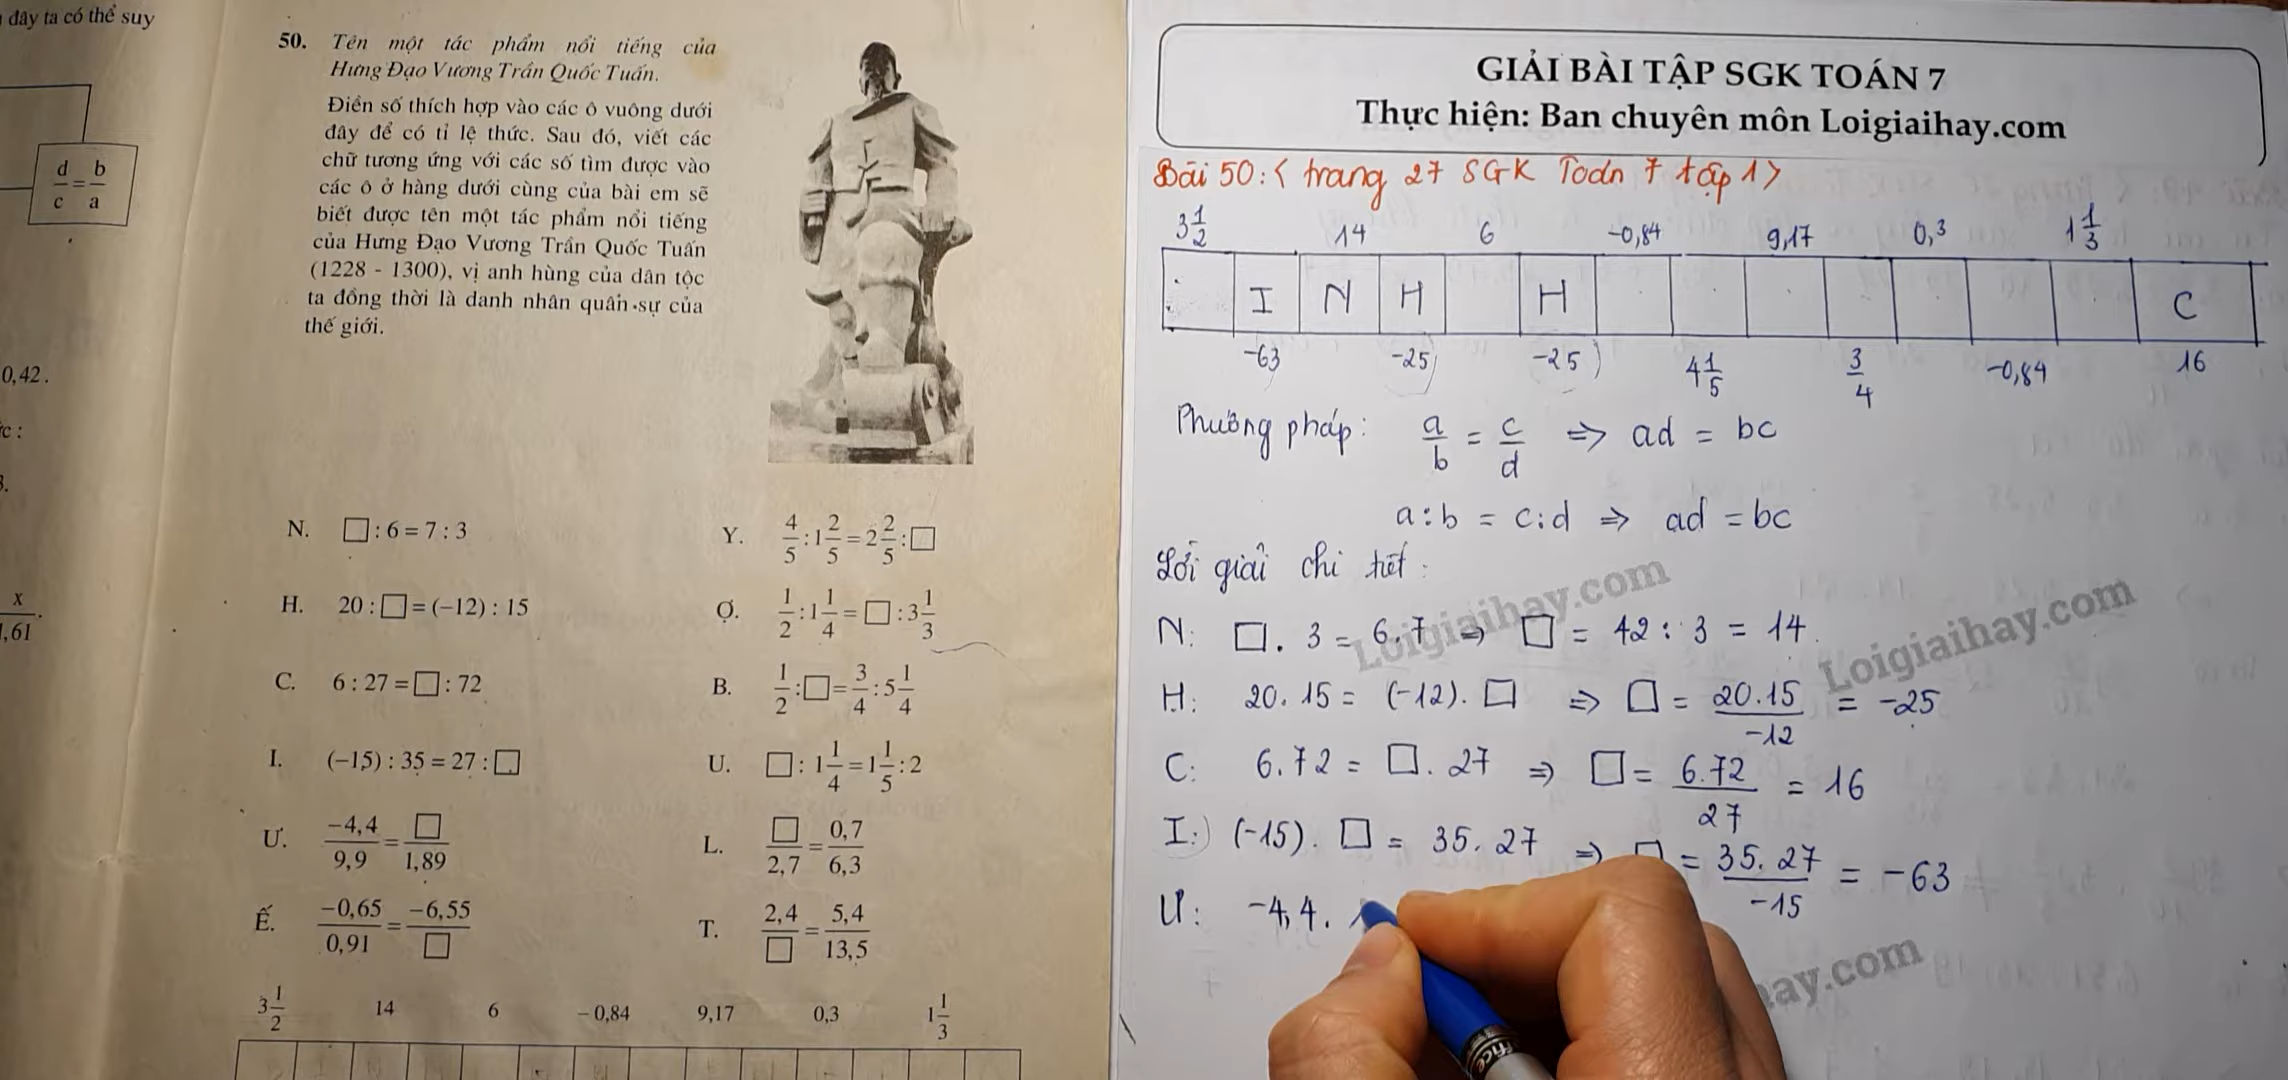 đây ta có thể suy
d/c = b/a
0,42.
x/1,61.
50. Tên một tác phẩm nổi tiếng của
Hưng Đạo Vương Trần Quốc Tuấn.
Điền số thích hợp vào các ô vuông dưới
đây để có tỉ lệ thức. Sau đó, viết các
chữ tương ứng với các số tìm được vào
các ô ở hàng dưới cùng của bài em sẽ
biết được tên một tác phẩm nổi tiếng
của Hưng Đạo Vương Trần Quốc Tuấn
(1228 - 1300), vị anh hùng của dân tộc
ta đồng thời là danh nhân quân sự của
thế giới.
N. □ : 6 = 7 : 3
Y. 4/5 : 1 2/5 = 2 2/5 : □
H. 20 : □ = (−12) : 15
Ợ. 1/2 : 1 1/4 = □ : 3 1/3
C. 6 : 27 = □ : 72
B. 1/2 : □ = 3/4 : 5 1/4
I. (−15) : 35 = 27 : □
U. □ : 1 1/4 = 1 1/5 : 2
Ư. −4,4/9,9 = □/1,89
L. □/2,7 = 0,7/6,3
Ế. −0,65/0,91 = −6,55/□
T. 2,4/□ = 5,4/13,5
3 1/2 14 6 −0,84 9,17 0,3 1 1/3
GIẢI BÀI TẬP SGK TOÁN 7
Thực hiện: Ban chuyên môn Loigiaihay.com
Bài 50: < trang 27 SGK Toán 7 tập 1 >
3 1/2 14 6 -0,84 9,17 0,3 1 1/3
I N H H C
-63 -25 -25 4 1/5 3/4 -0,84 16
Phương pháp: a/b = c/d => ad = bc
a : b = c : d => ad = bc
Lời giải chi tiết :
N: □ . 3 = 6.7 => □ = 42 : 3 = 14.
H: 20.15 = (-12). □ => □ = 20.15/-12 = -25
C: 6.72 = □. 27 => □ = 6.72/27 = 16
I: (-15). □ = 35.27 => □ = 35.27/-15 = -63
Ư: -4,4.
Loigiaihay.com
Loigiaihay.com
hay.com